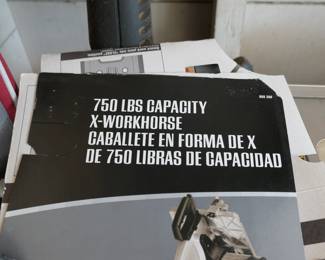 750 LBS CAPACITY
X-WORKHORSE
CABALLETE EN FORMA DE X
DE 750 LIBRAS DE CAPACIDAD